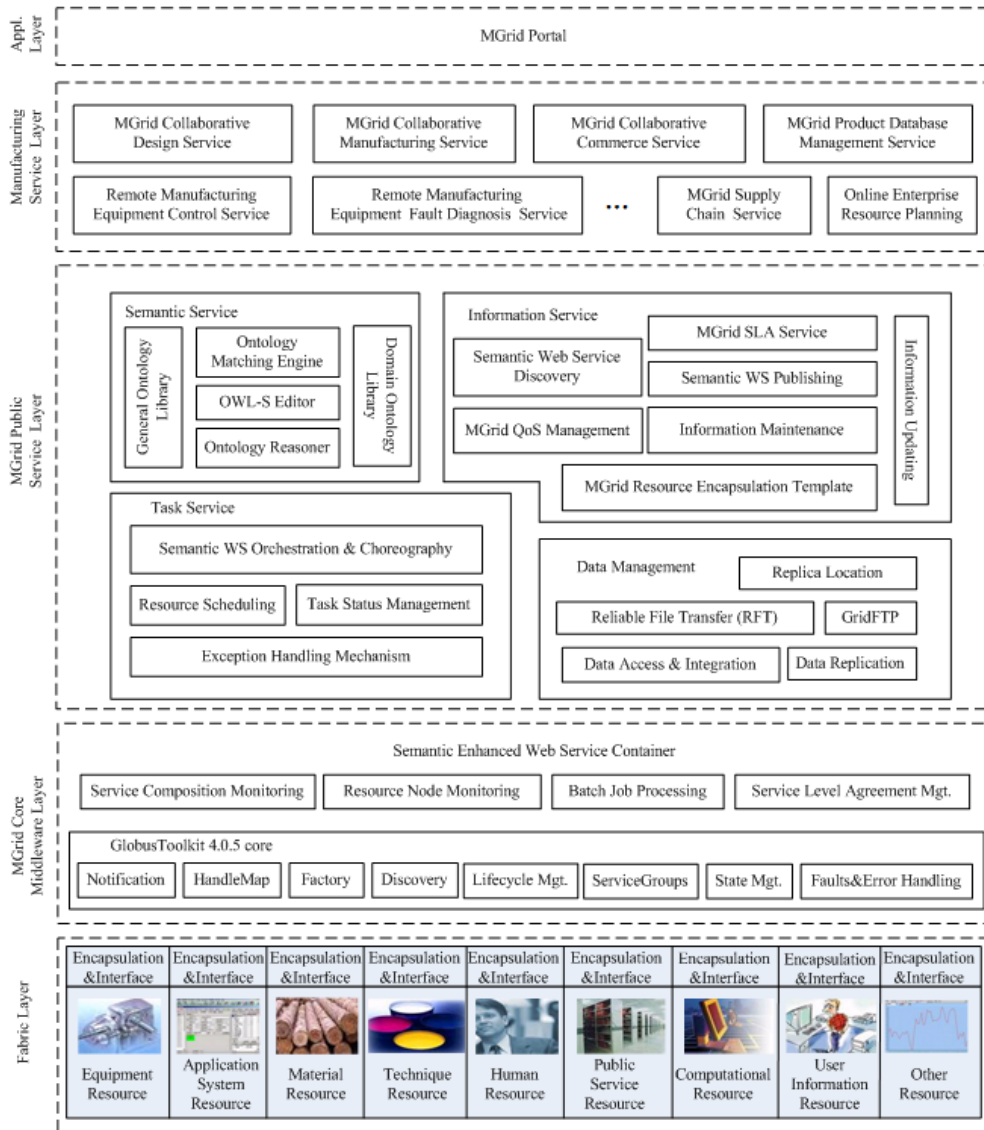 Appl.
Layer
MGrid Portal
Manufacturing
Service Layer
MGrid Collaborative
Design Service
MGrid Collaborative
Manufacturing Service
MGrid Collaborative
Commerce Service
MGrid Product Database
Management Service
Remote Manufacturing
Equipment Control Service
Remote Manufacturing
Equipment Fault Diagnosis Service
...
MGrid Supply
Chain Service
Online Enterprise
Resource Planning
MGrid Public
Service Layer
Semantic Service
General Ontology
Library
Ontology
Matching Engine
OWL-S Editor
Ontology Reasoner
Domain Ontology
Library
Information Service
MGrid SLA Service
Semantic Web Service
Discovery
Semantic WS Publishing
MGrid QoS Management
Information Maintenance
MGrid Resource Encapsulation Template
Information Updating
Task Service
Semantic WS Orchestration & Choreography
Resource Scheduling
Task Status Management
Exception Handling Mechanism
Data Management
Replica Location
Reliable File Transfer (RFT)
GridFTP
Data Access & Integration
Data Replication
MGrid Core
Middleware Layer
Semantic Enhanced Web Service Container
Service Composition Monitoring
Resource Node Monitoring
Batch Job Processing
Service Level Agreement Mgt.
GlobusToolkit 4.0.5 core
Notification
HandleMap
Factory
Discovery
Lifecycle Mgt.
ServiceGroups
State Mgt.
Faults&Error Handling
Fabric Layer
Encapsulation
&Interface
Equipment
Resource
Encapsulation
&Interface
Application
System
Resource
Encapsulation
&Interface
Material
Resource
Encapsulation
&Interface
Technique
Resource
Encapsulation
&Interface
Human
Resource
Encapsulation
&Interface
Public
Service
Resource
Encapsulation
&Interface
Computational
Resource
Encapsulation
&Interface
User
Information
Resource
Encapsulation
&Interface
Other
Resource